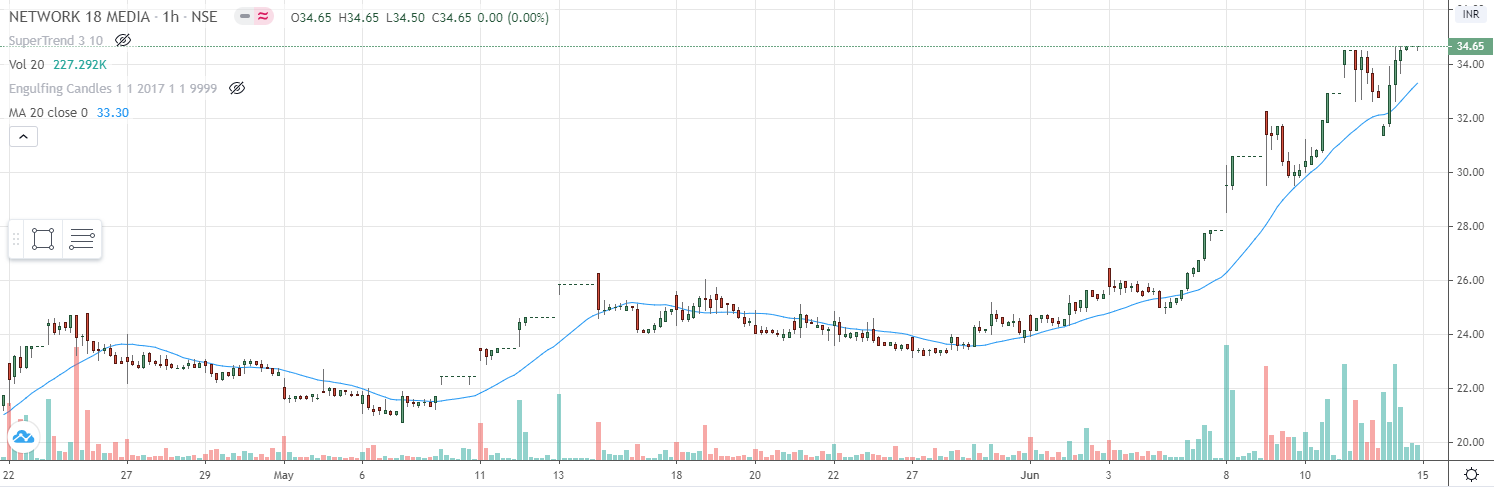 NETWORK 18 MEDIA · 1h · NSE O34.65 H34.65 L34.50 C34.65 0.00 (0.00%)
SuperTrend 3 10
Vol 20 227.292K
Engulfing Candles 1 1 2017 1 1 9999
MA 20 close 0 33.30
INR
34.65
34.00
32.00
30.00
28.00
26.00
24.00
22.00
20.00
22 27 29 May 6 11 13 18 20 22 27 Jun 3 8 10 15